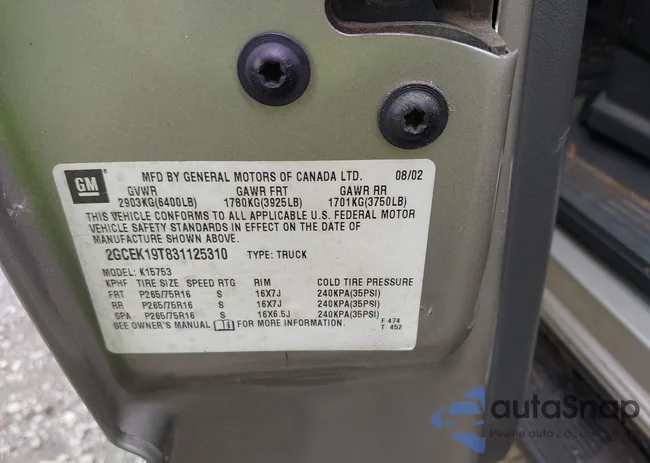 GM
MFD BY GENERAL MOTORS OF CANADA LTD. 08/02
GVWR GAWR FRT GAWR RR
2903KG(6400LB) 1780KG(3925LB) 1701KG(3750LB)
THIS VEHICLE CONFORMS TO ALL APPLICABLE U.S. FEDERAL MOTOR
VEHICLE SAFETY STANDARDS IN EFFECT ON THE DATE OF
MANUFACTURE SHOWN ABOVE.
2GCEK19T831125310 TYPE: TRUCK
MODEL: K15753
KPHF TIRE SIZE SPEED RTG RIM COLD TIRE PRESSURE
FRT P265/75R16 S 16X7J 240KPA(35PSI)
RR P265/75R16 S 16X7J 240KPA(35PSI)
SPA P265/75R16 S 16X6.5J 240KPA(35PSI)
SEE OWNER'S MANUAL FOR MORE INFORMATION.
F 474
T 452
autaSnap
Pewne auto z